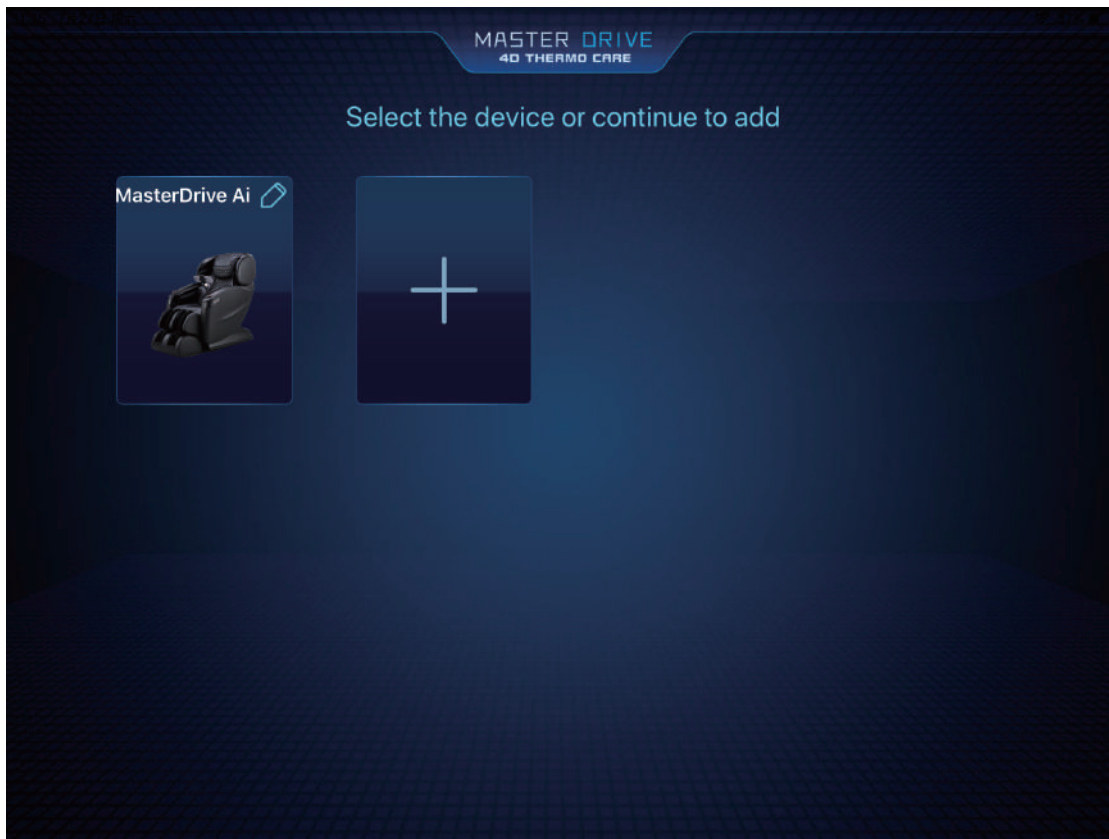 MASTER DRIVE
4D THERMO CARE
Select the device or continue to add
MasterDrive Ai